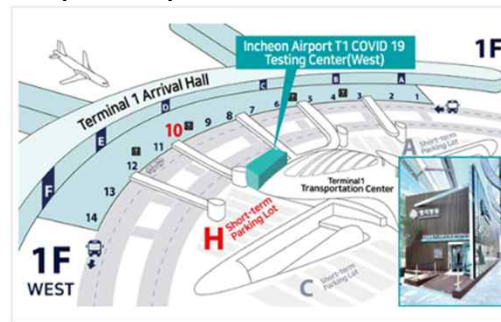 Incheon Airport T1 COVID 19
Testing Center(West)
1F
Terminal 1 Arrival Hall
A
B
C
D
E
F
1
2
3
4
5
6
7
8
9
10
11
12
13
14
A
Short-term
Parking Lot
Terminal1
Transportation Center
H
Short-term
Parking Lot
C
Short-term
Parking Lot
1F
WEST